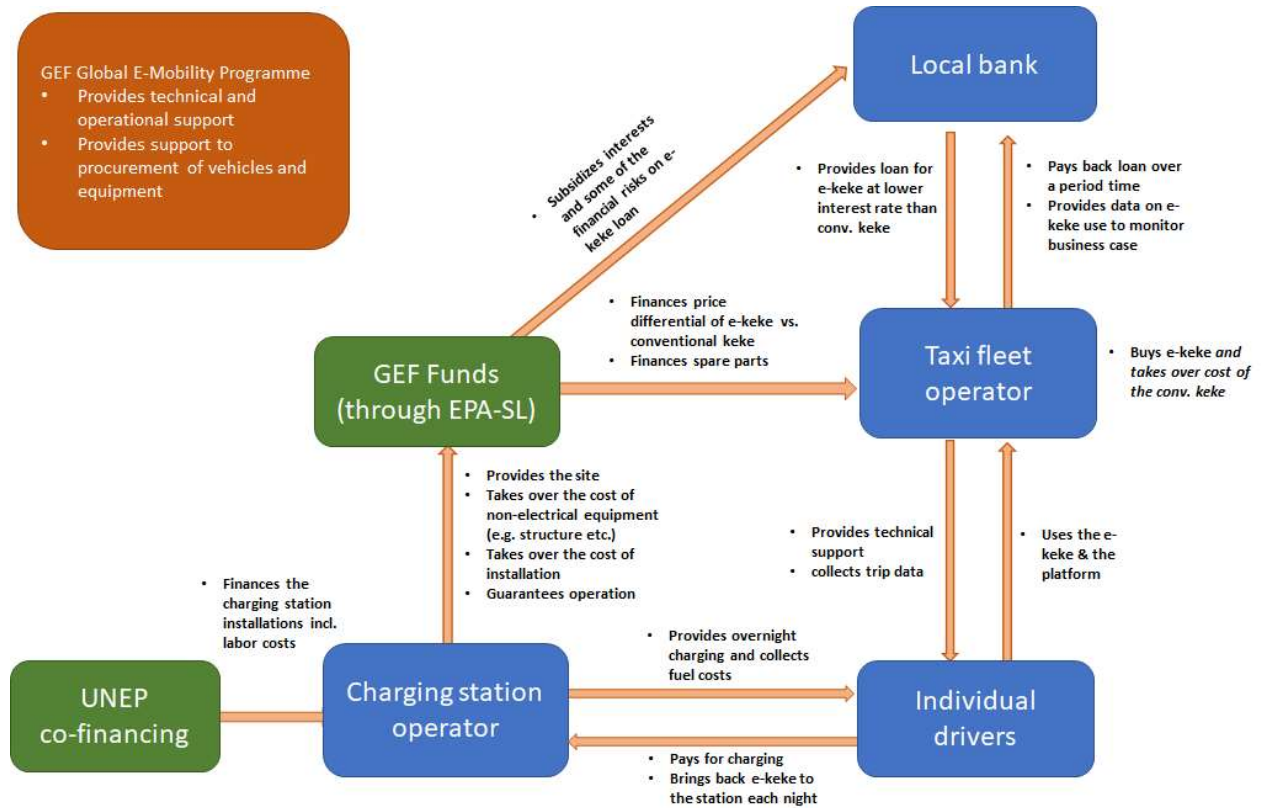 GEF Global E-Mobility Programme
• Provides technical and
operational support
• Provides support to
procurement of vehicles and
equipment
Local bank
• Subsidizes interests
and some of the
financial risks on e-
keke loan
• Provides loan for
e-keke at lower
interest rate than
conv. keke
• Pays back loan over
a period time
• Provides data on e-
keke use to monitor
business case
• Finances price
differential of e-keke vs.
conventional keke
• Finances spare parts
GEF Funds
(through EPA-SL)
Taxi fleet
operator
• Buys e-keke and
takes over cost of
the conv. keke
• Provides the site
• Takes over the cost of
non-electrical equipment
(e.g. structure etc.)
• Takes over the cost of
installation
• Guarantees operation
• Provides technical
support
• collects trip data
• Uses the e-
keke & the
platform
• Finances the
charging station
installations incl.
labor costs
• Provides overnight
charging and collects
fuel costs
UNEP
co-financing
Charging station
operator
Individual
drivers
• Pays for charging
• Brings back e-keke to
the station each night